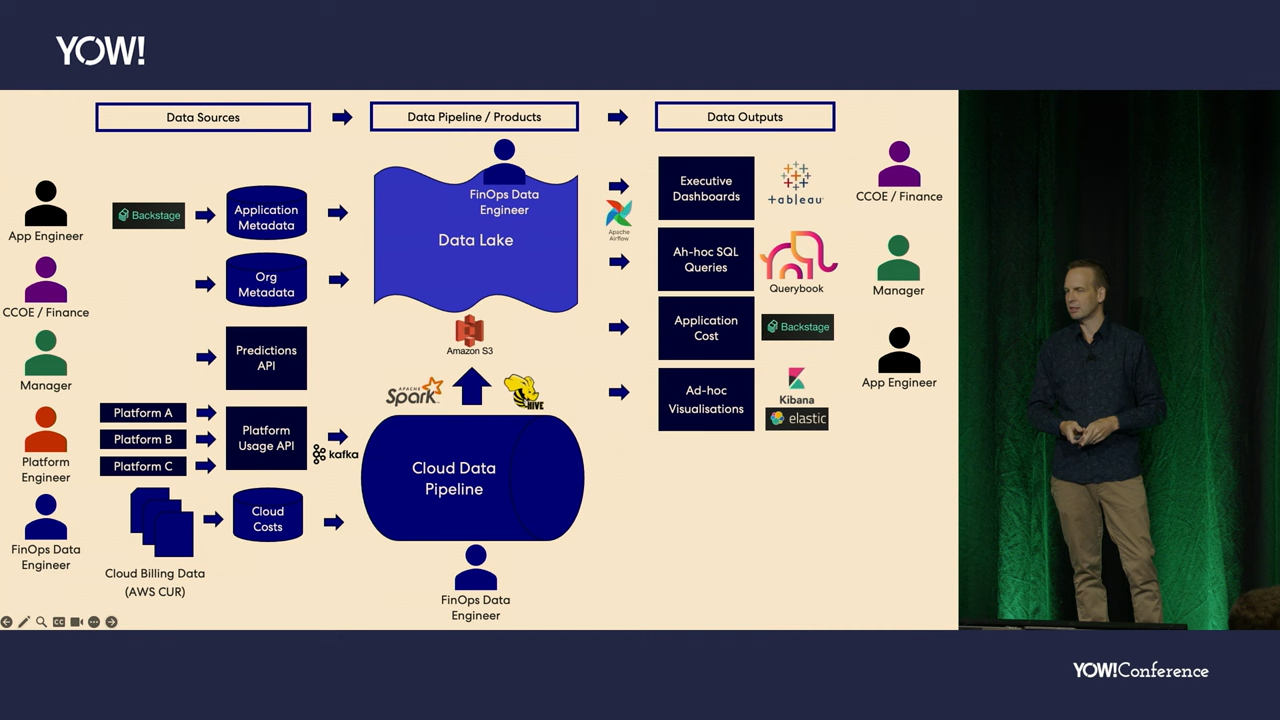 YOW!
Data Sources
Data Pipeline / Products
Data Outputs
App Engineer
CCOE / Finance
Manager
Platform
Engineer
FinOps Data
Engineer
Backstage
Application
Metadata
Org
Metadata
Predictions
API
Platform A
Platform B
Platform C
Platform
Usage API
kafka
Cloud
Costs
Cloud Billing Data
(AWS CUR)
FinOps Data
Engineer
Data Lake
Amazon S3
APACHE
Spark
HIVE
Cloud Data
Pipeline
FinOps Data
Engineer
Apache
Airflow
Executive
Dashboards
+ableau
Ah-hoc SQL
Queries
Querybook
Application
Cost
Backstage
Ad-hoc
Visualisations
Kibana
elastic
CCOE / Finance
Manager
App Engineer
CC
YOW!Conference